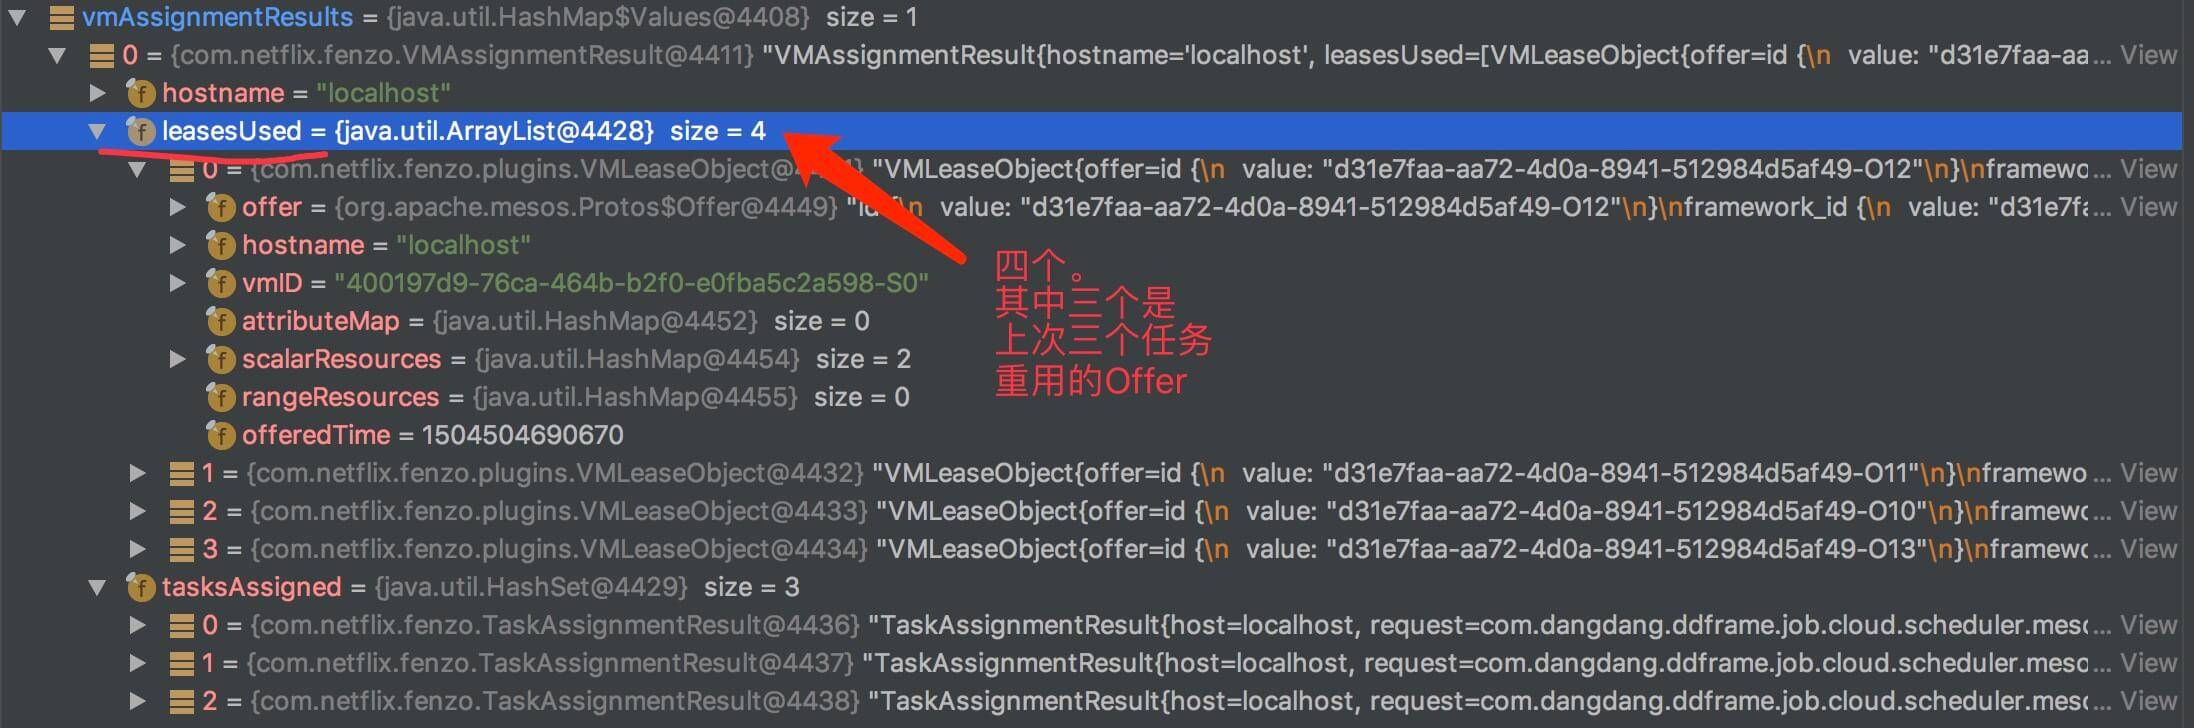 vmAssignmentResults = {java.util.HashMap$Values@4408} size = 1
0 = {com.netflix.fenzo.VMAssignmentResult@4411} "VMAssignmentResult{hostname='localhost', leasesUsed=[VMLeaseObject{offer=id {\n value: "d31e7faa-aa... View
hostname = "localhost"
leasesUsed = {java.util.ArrayList@4428} size = 4
0 = {com.netflix.fenzo.plugins.VMLeaseObject@4 1} "VMLeaseObject{offer=id {\n value: "d31e7faa-aa72-4d0a-8941-512984d5af49-O12"\n}\nframewo... View
offer = {org.apache.mesos.Protos$Offer@4449} "id {\n value: "d31e7faa-aa72-4d0a-8941-512984d5af49-O12"\n}\nframework_id {\n value: "d31e7fa... View
hostname = "localhost"
vmID = "400197d9-76ca-464b-b2f0-e0fba5c2a598-S0"
attributeMap = {java.util.HashMap@4452} size = 0
scalarResources = {java.util.HashMap@4454} size = 2
rangeResources = {java.util.HashMap@4455} size = 0
offeredTime = 1504504690670
四个。
其中三个是
上次三个任务
重用的Offer
1 = {com.netflix.fenzo.plugins.VMLeaseObject@4432} "VMLeaseObject{offer=id {\n value: "d31e7faa-aa72-4d0a-8941-512984d5af49-O11"\n}\nframewo... View
2 = {com.netflix.fenzo.plugins.VMLeaseObject@4433} "VMLeaseObject{offer=id {\n value: "d31e7faa-aa72-4d0a-8941-512984d5af49-O10"\n}\nframewo... View
3 = {com.netflix.fenzo.plugins.VMLeaseObject@4434} "VMLeaseObject{offer=id {\n value: "d31e7faa-aa72-4d0a-8941-512984d5af49-O13"\n}\nframewo... View
tasksAssigned = {java.util.HashSet@4429} size = 3
0 = {com.netflix.fenzo.TaskAssignmentResult@4436} "TaskAssignmentResult{host=localhost, request=com.dangdang.ddframe.job.cloud.scheduler.meso... View
1 = {com.netflix.fenzo.TaskAssignmentResult@4437} "TaskAssignmentResult{host=localhost, request=com.dangdang.ddframe.job.cloud.scheduler.meso... View
2 = {com.netflix.fenzo.TaskAssignmentResult@4438} "TaskAssignmentResult{host=localhost, request=com.dangdang.ddframe.job.cloud.scheduler.meso... View